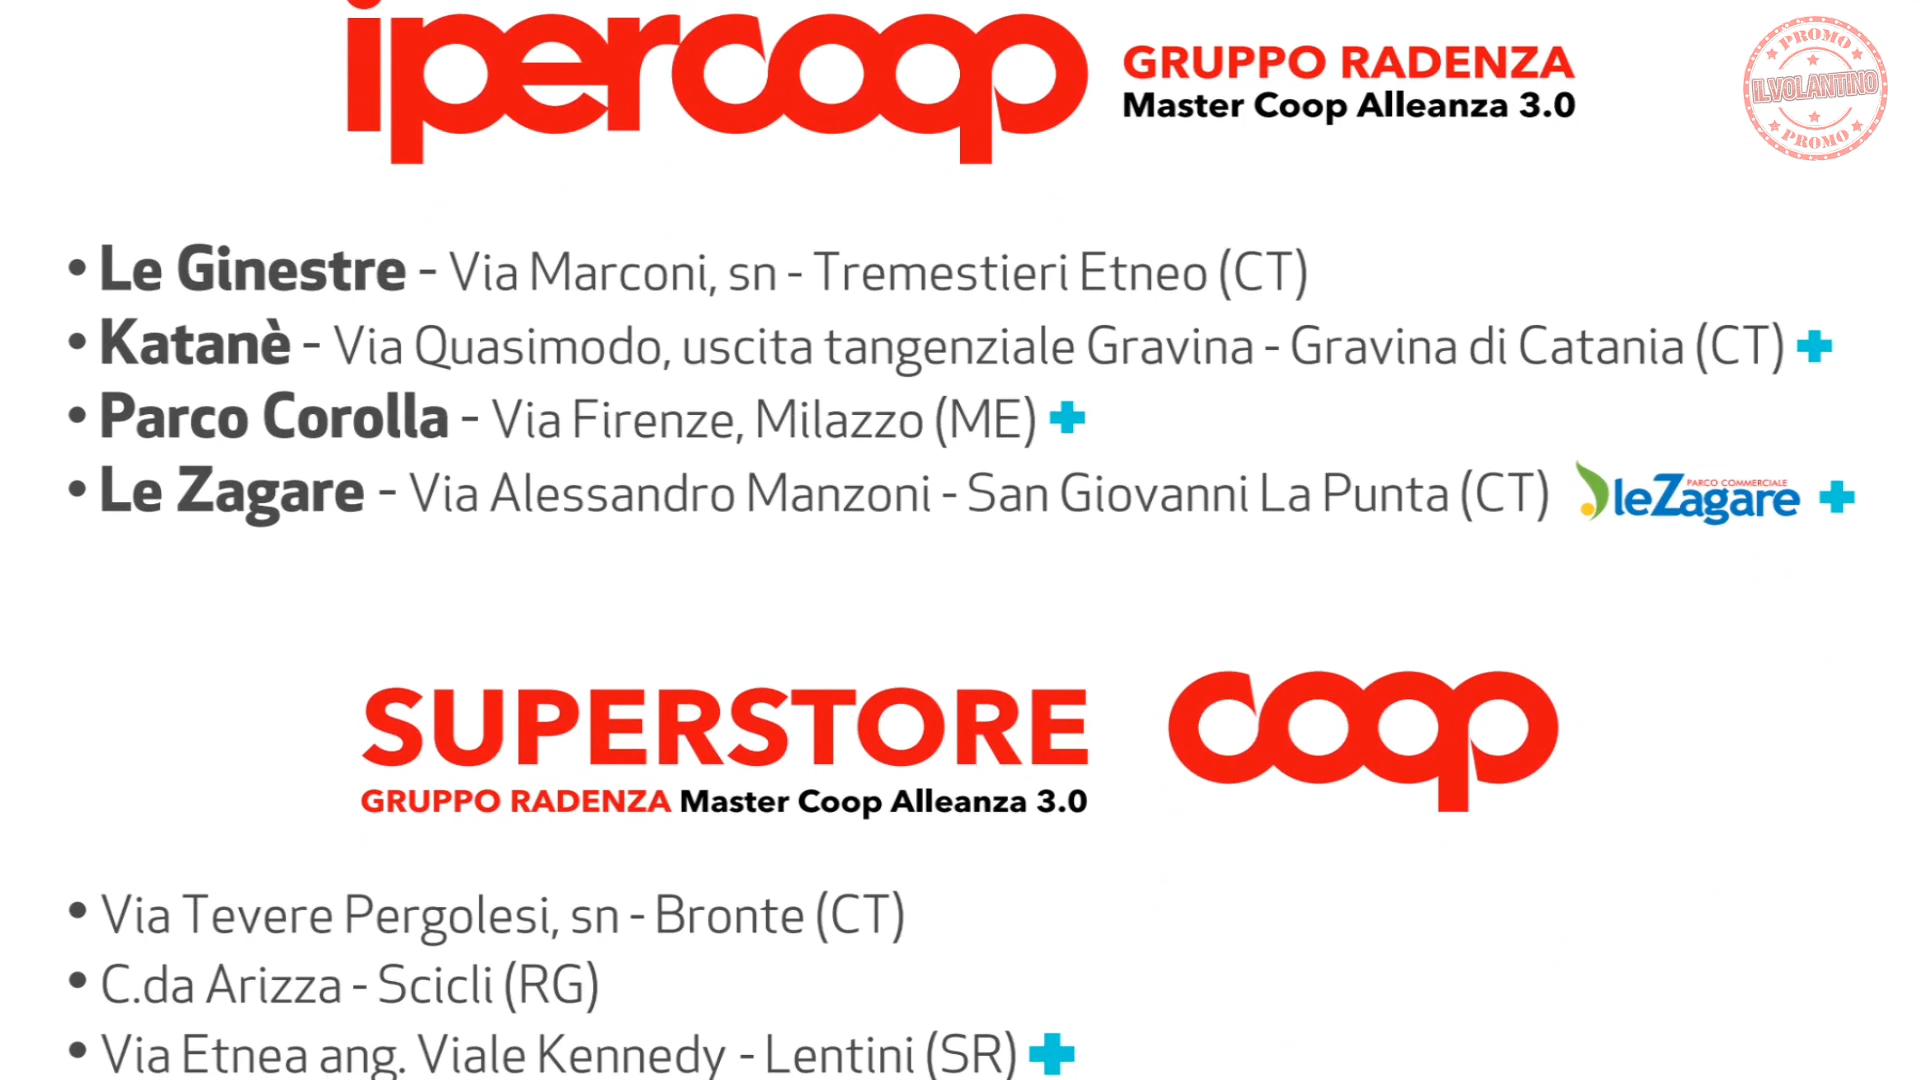 ipercoop
GRUPPO RADENZA
Master Coop Alleanza 3.0
PROMO
ILVOLANTINO
PROMO
• Le Ginestre - Via Marconi, sn - Tremestieri Etneo (CT)
• Katanè - Via Quasimodo, uscita tangenziale Gravina - Gravina di Catania (CT) +
• Parco Corolla - Via Firenze, Milazzo (ME) +
• Le Zagare - Via Alessandro Manzoni - San Giovanni La Punta (CT) PARCO COMMERCIALE leZagare +
SUPERSTORE coop
GRUPPO RADENZA Master Coop Alleanza 3.0
• Via Tevere Pergolesi, sn - Bronte (CT)
• C.da Arizza - Scicli (RG)
• Via Etnea ang. Viale Kennedy - Lentini (SR) +